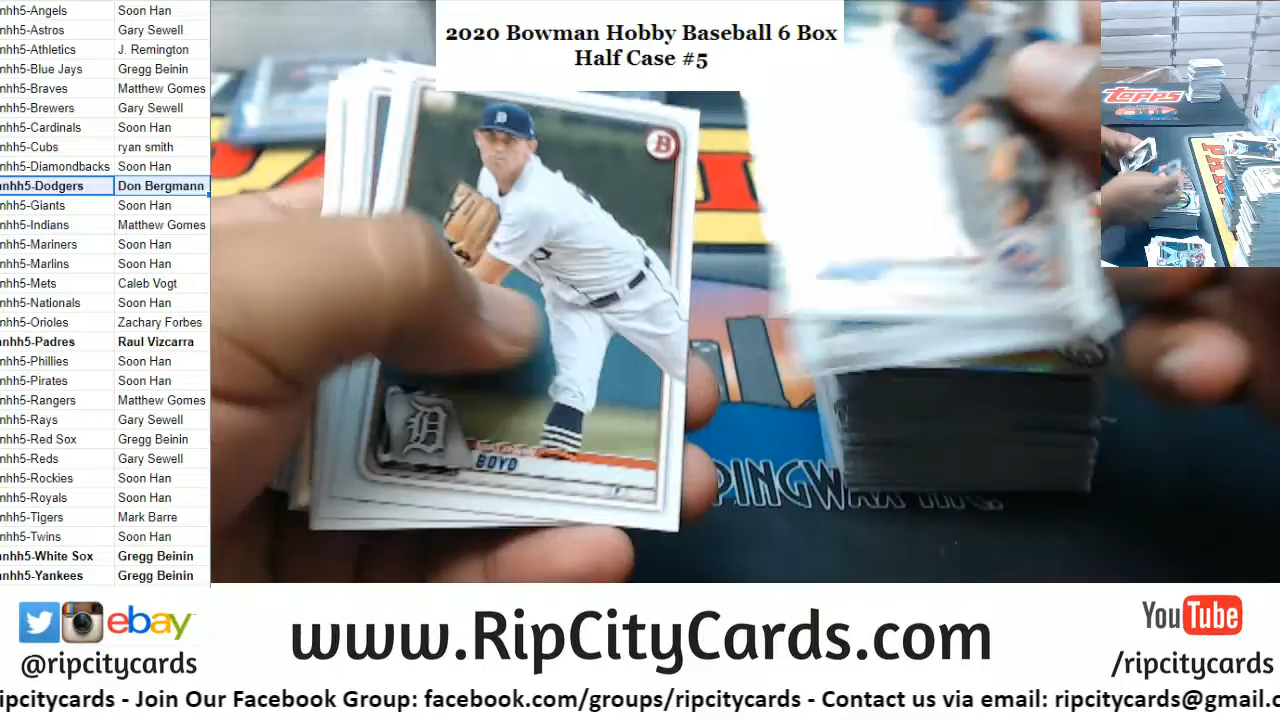 nhh5-Angels Soon Han
nhh5-Astros Gary Sewell
nhh5-Athletics J. Remington
nhh5-Blue Jays Gregg Beinin
nhh5-Braves Matthew Gomes
nhh5-Brewers Gary Sewell
nhh5-Cardinals Soon Han
nhh5-Cubs ryan smith
nhh5-Diamondbacks Soon Han
nhh5-Dodgers Don Bergmann
nhh5-Giants Soon Han
nhh5-Indians Matthew Gomes
nhh5-Mariners Soon Han
nhh5-Marlins Soon Han
nhh5-Mets Caleb Vogt
nhh5-Nationals Soon Han
nhh5-Orioles Zachary Forbes
nhh5-Padres Raul Vizcarra
nhh5-Phillies Soon Han
nhh5-Pirates Soon Han
nhh5-Rangers Matthew Gomes
nhh5-Rays Gary Sewell
nhh5-Red Sox Gregg Beinin
nhh5-Reds Gary Sewell
nhh5-Rockies Soon Han
nhh5-Royals Soon Han
nhh5-Tigers Mark Barre
nhh5-Twins Soon Han
nhh5-White Sox Gregg Beinin
nhh5-Yankees Gregg Beinin
2020 Bowman Hobby Baseball 6 Box
Half Case #5
B
D
BOYD
PINGWAX
Topps
ebay
@ripcitycards
www.RipCityCards.com
YouTube
/ripcitycards
ripcitycards - Join Our Facebook Group: facebook.com/groups/ripcitycards - Contact us via email: ripcitycards@gmail.c